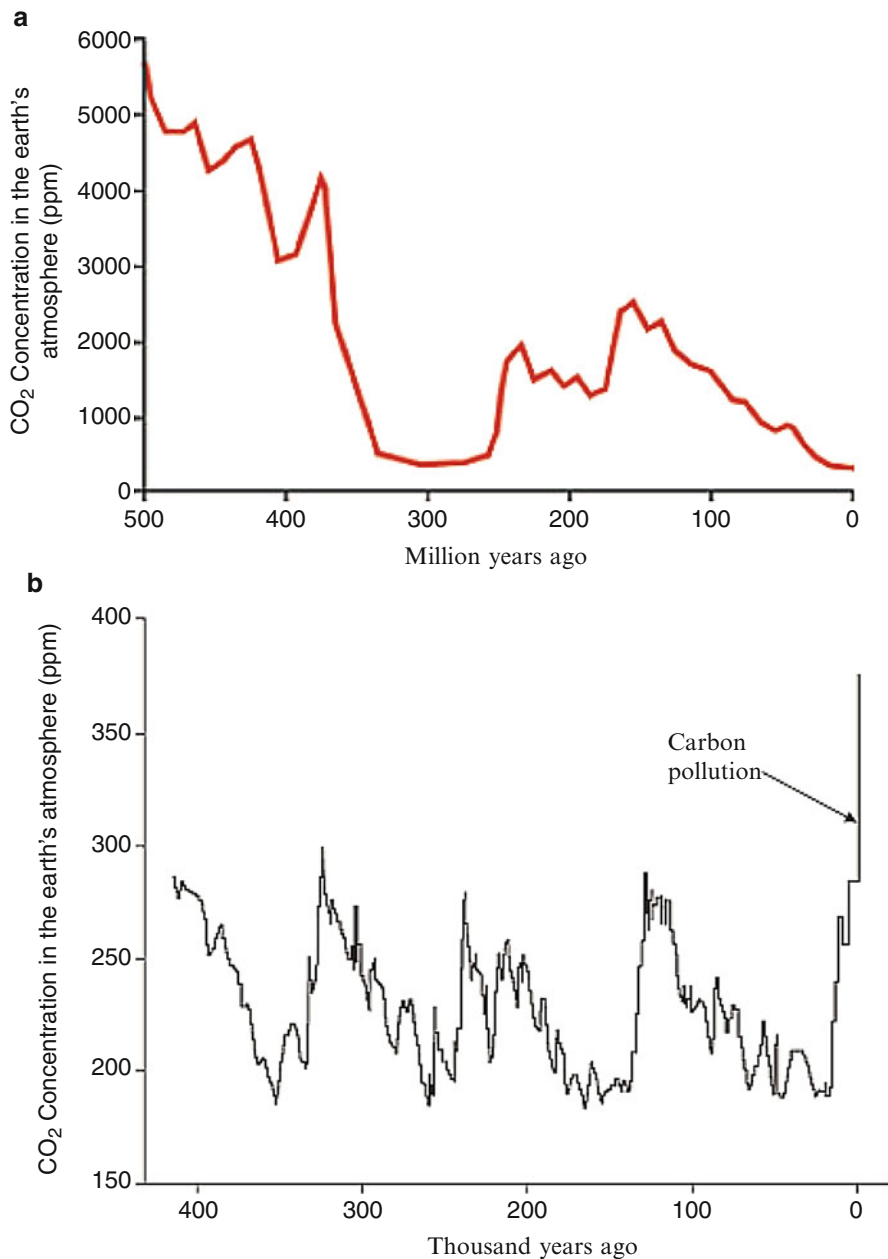 a
6000
5000
4000
3000
2000
1000
0
CO₂ Concentration in the earth's
atmosphere (ppm)
500 400 300 200 100 0
Million years ago
b
400
350
300
250
200
150
CO₂ Concentration in the earth's atmosphere (ppm)
Carbon
pollution
400 300 200 100 0
Thousand years ago